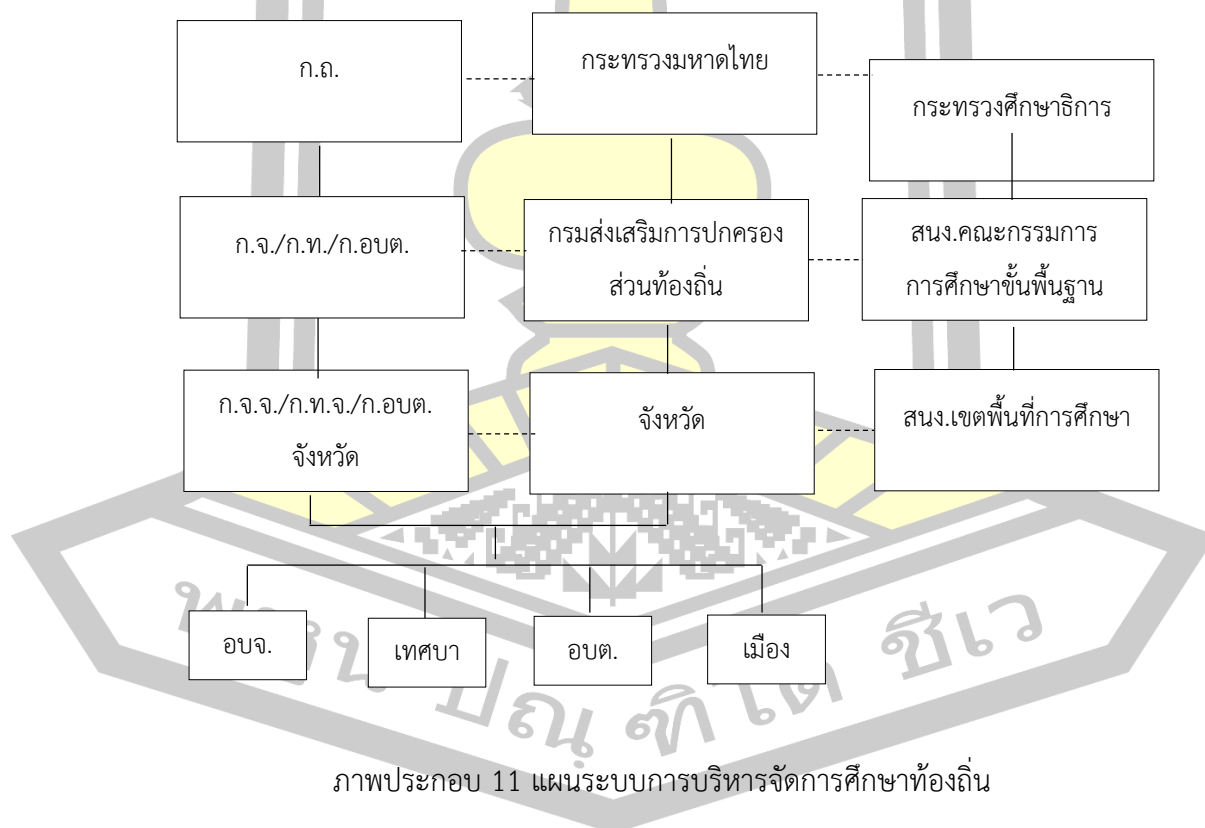 ก.ถ.
กระทรวงมหาดไทย
กระทรวงศึกษาธิการ
ก.จ./ก.ท./ก.อบต.
กรมส่งเสริมการปกครอง
ส่วนท้องถิ่น
สนง.คณะกรรมการ
การศึกษาขั้นพื้นฐาน
ก.จ.จ./ก.ท.จ./ก.อบต.
จังหวัด
จังหวัด
สนง.เขตพื้นที่การศึกษา
อบจ.
เทศบา
อบต.
เมือง
ปณฺ ฑิโต ชีเว
ภาพประกอบ 11 แผนระบบการบริหารจัดการศึกษาท้องถิ่น